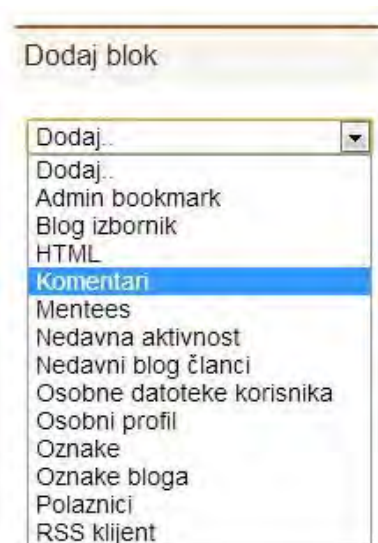 Dodaj blok
Dodaj..
Dodaj..
Admin bookmark
Blog izbornik
HTML
Komentari
Mentees
Nedavna aktivnost
Nedavni blog članci
Osobne datoteke korisnika
Osobni profil
Oznake
Oznake bloga
Polaznici
RSS klijent